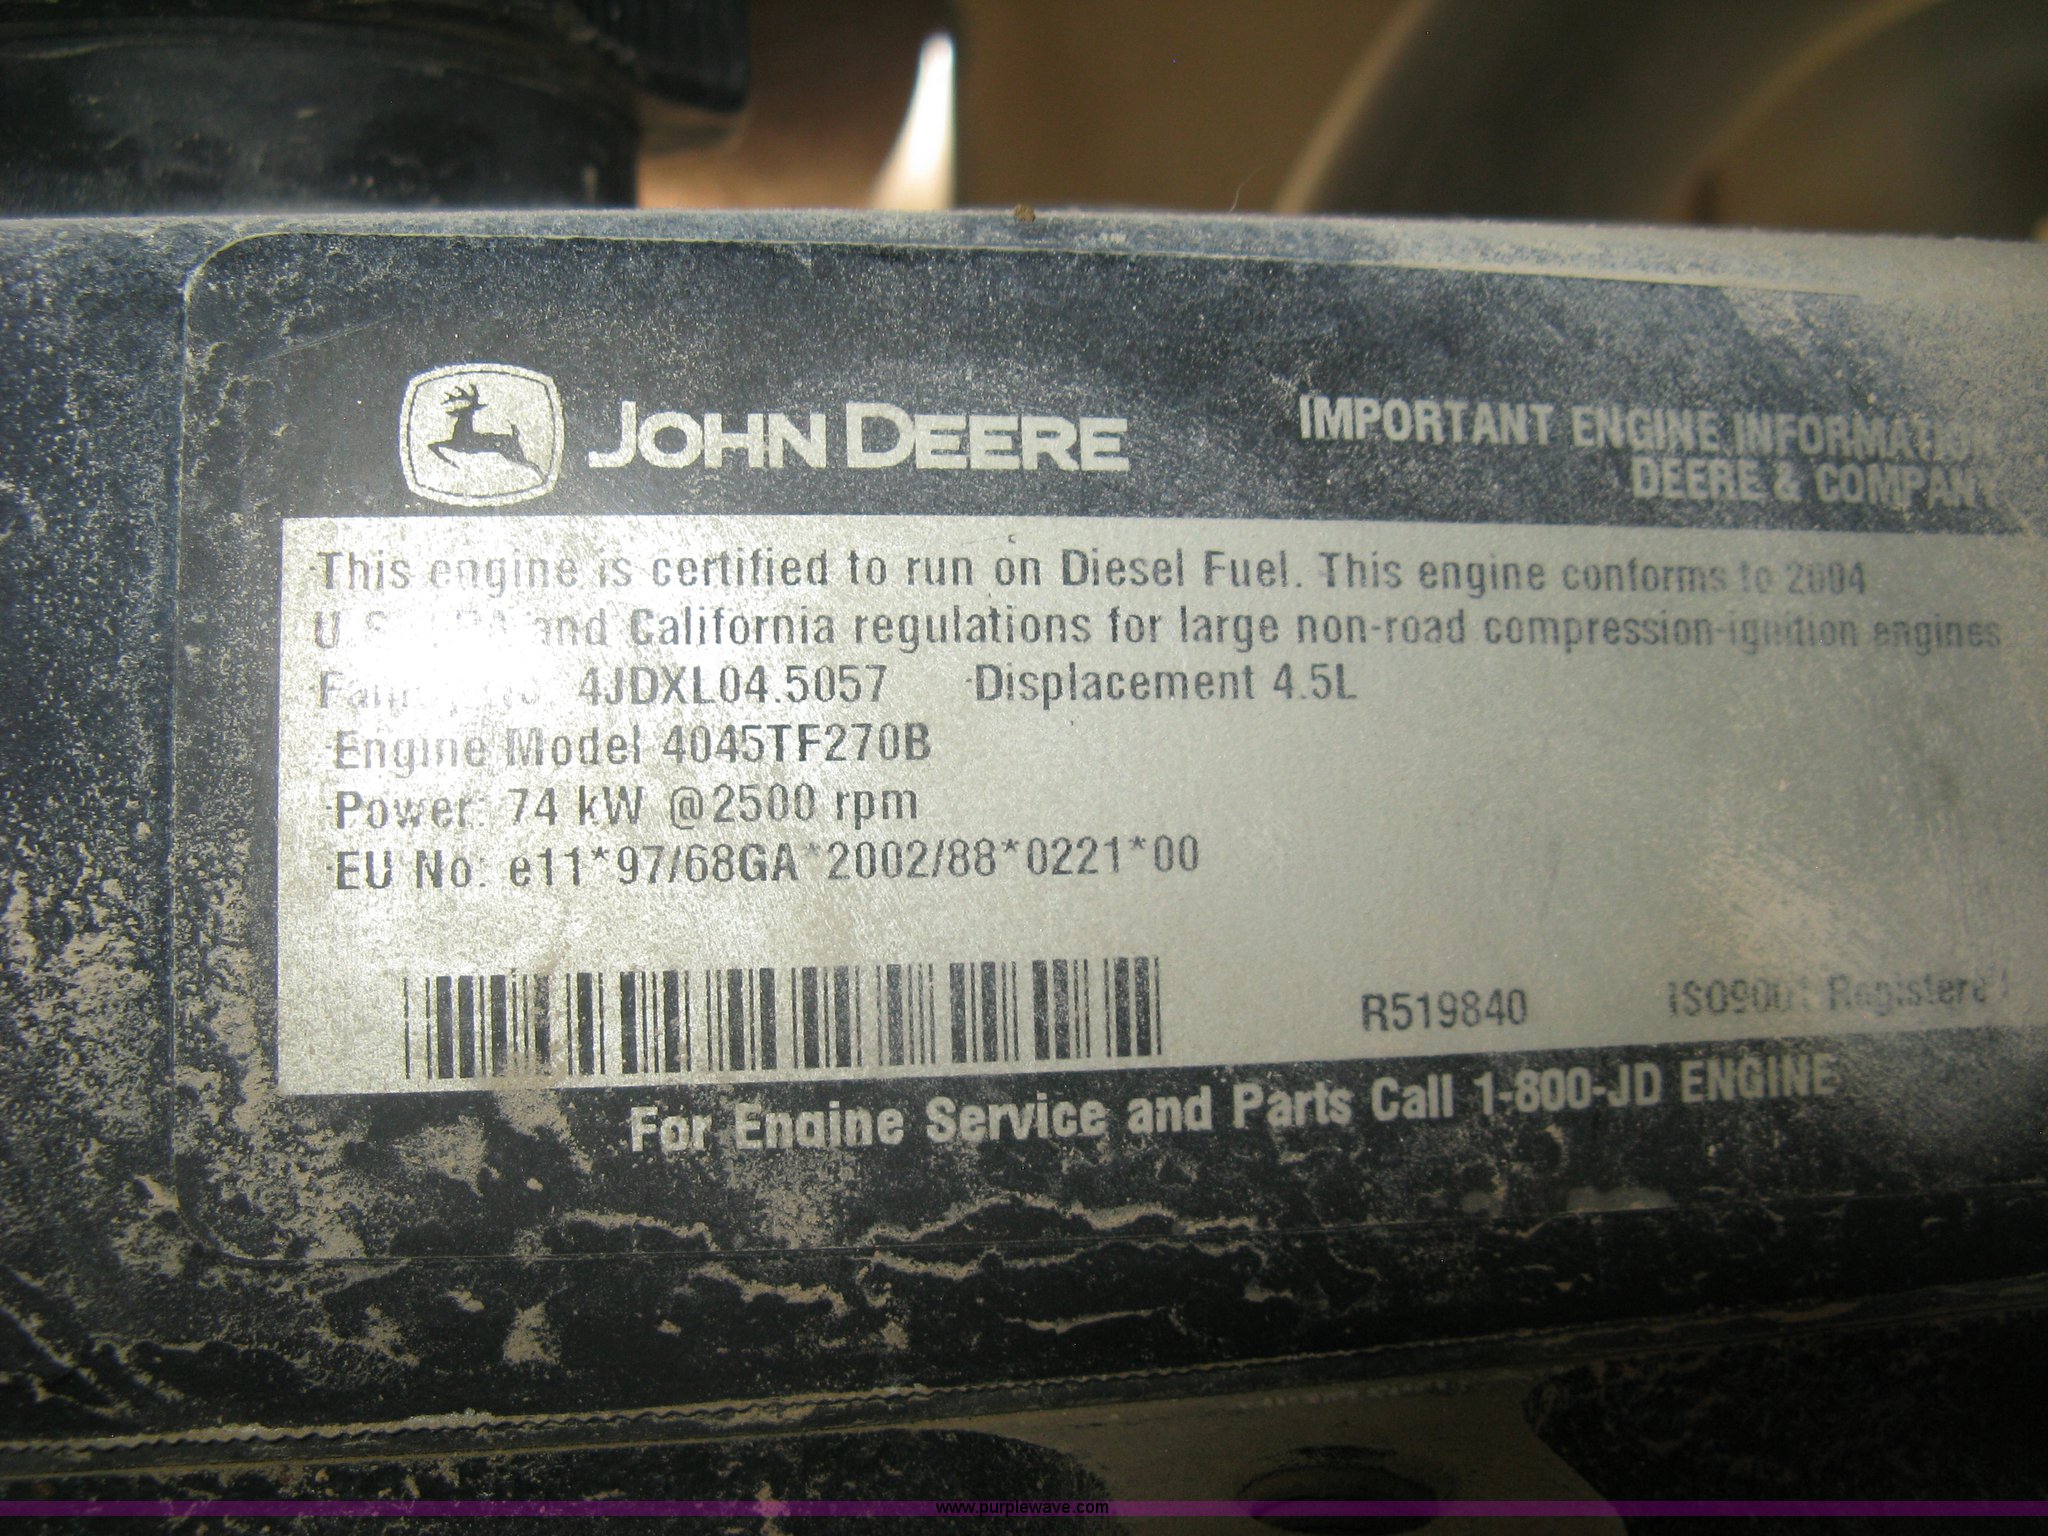 JOHN DEERE
IMPORTANT ENGINE INFORMATION
DEERE & COMPANY
This engine is certified to run on Diesel Fuel. This engine conforms to 2004
U.S. and California regulations for large non-road compression-ignition engines
4JDXL04.5057 Displacement 4.5L
Engine Model 4045TF270B
Power: 74 kW @2500 rpm
EU No: e11*97/68GA*2002/88*0221*00
R519840 ISO9001 Registered
For Engine Service and Parts Call 1-800-JD ENGINE
www.purplewave.com